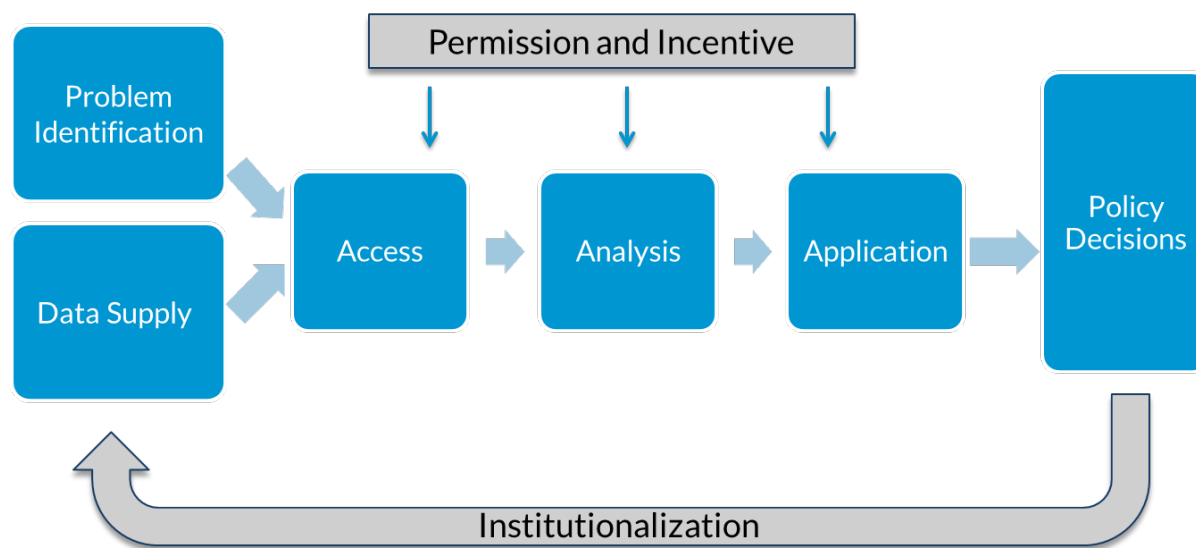 Permission and Incentive
Problem
Identification
Data Supply
Access
Analysis
Application
Policy
Decisions
Institutionalization